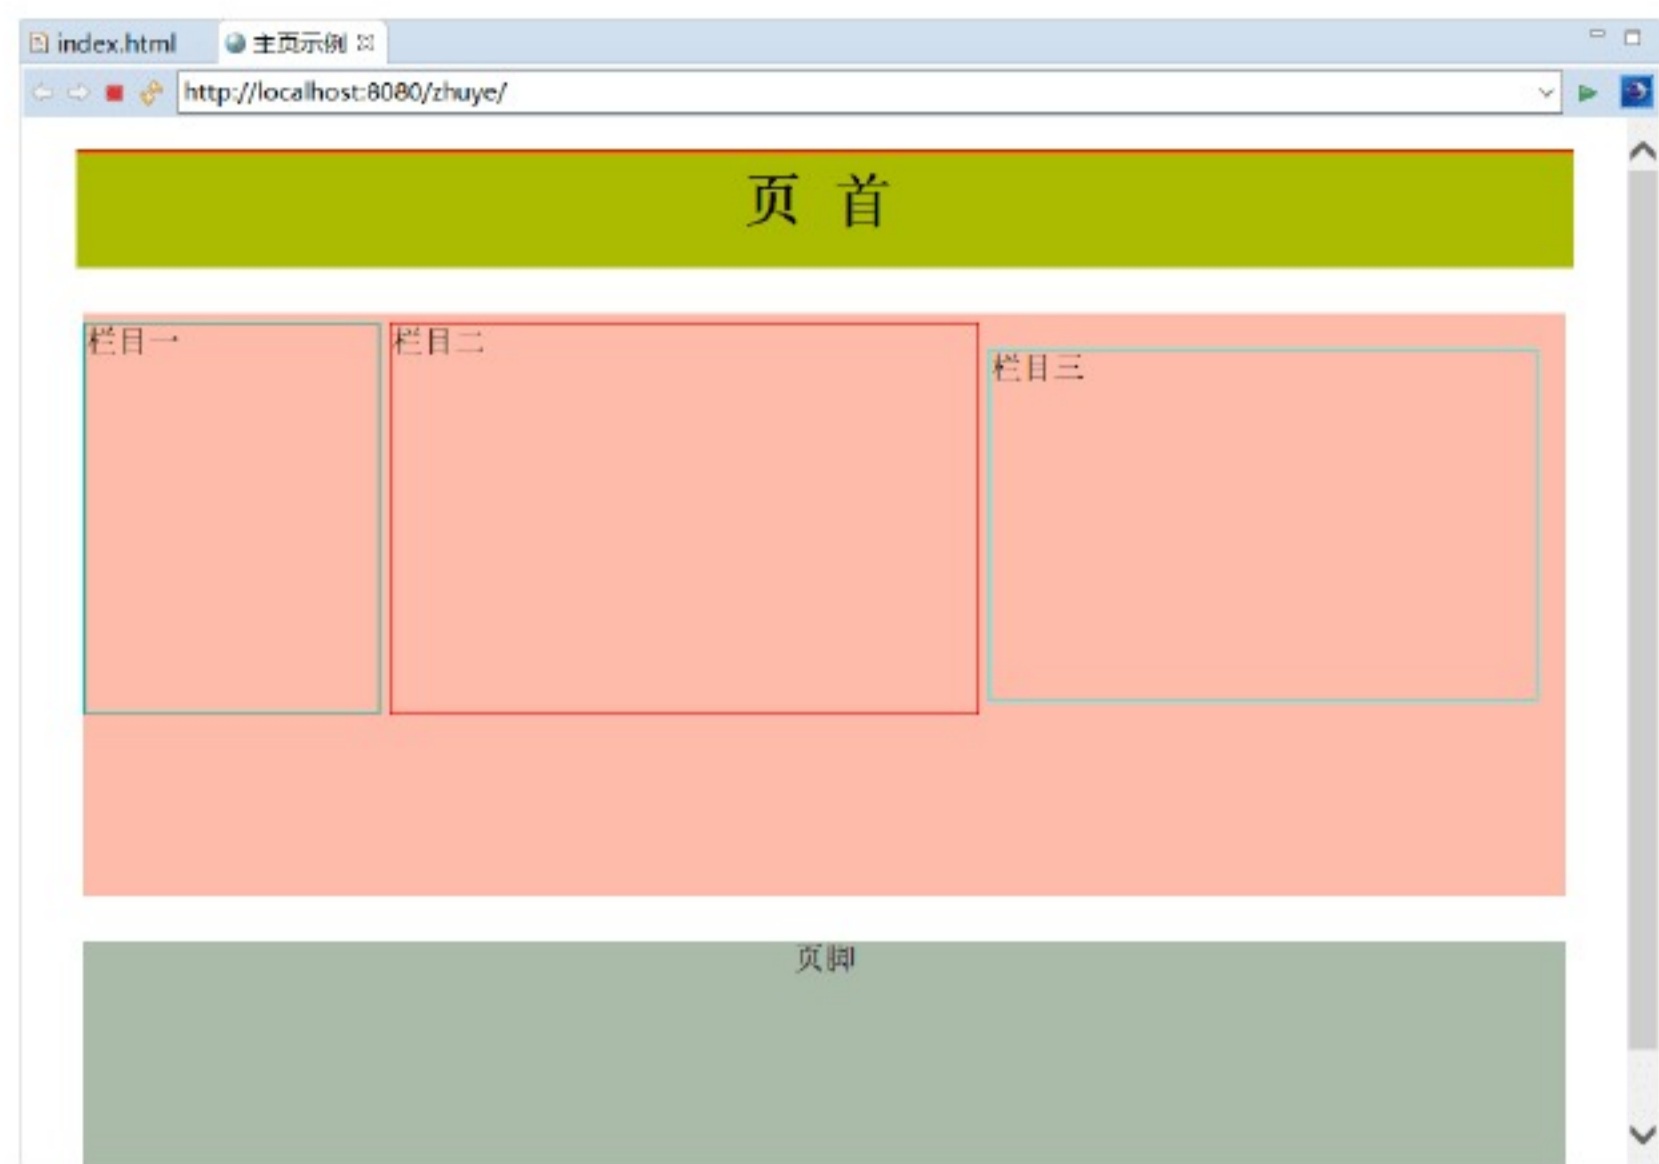 index.html 主页示例
http://localhost:8080/zhuye/
页 首
栏目一 栏目二
栏目三
页脚